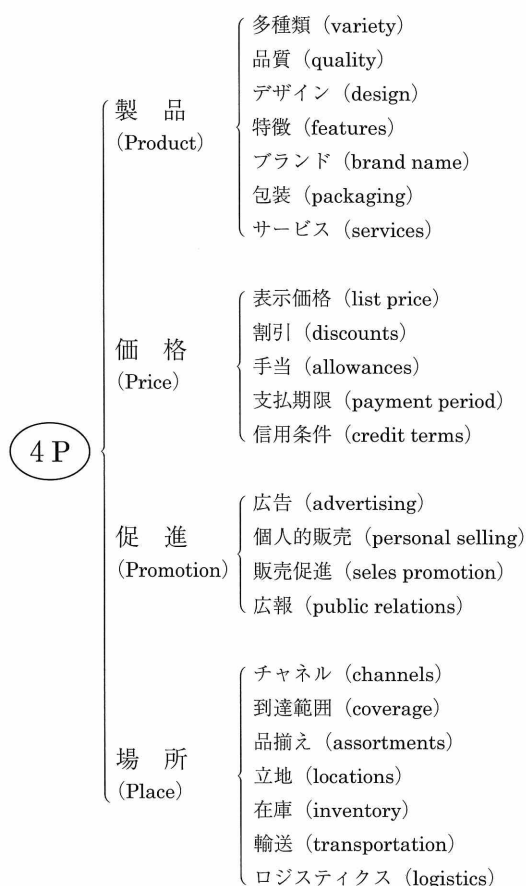 4P
製 品
(Product)
多種類 (variety)
品質 (quality)
デザイン (design)
特徴 (features)
ブランド (brand name)
包装 (packaging)
サービス (services)
価 格
(Price)
表示価格 (list price)
割引 (discounts)
手当 (allowances)
支払期限 (payment period)
信用条件 (credit terms)
促 進
(Promotion)
広告 (advertising)
個人的販売 (personal selling)
販売促進 (seles promotion)
広報 (public relations)
場 所
(Place)
チャネル (channels)
到達範囲 (coverage)
品揃え (assortments)
立地 (locations)
在庫 (inventory)
輸送 (transportation)
ロジスティクス (logistics)